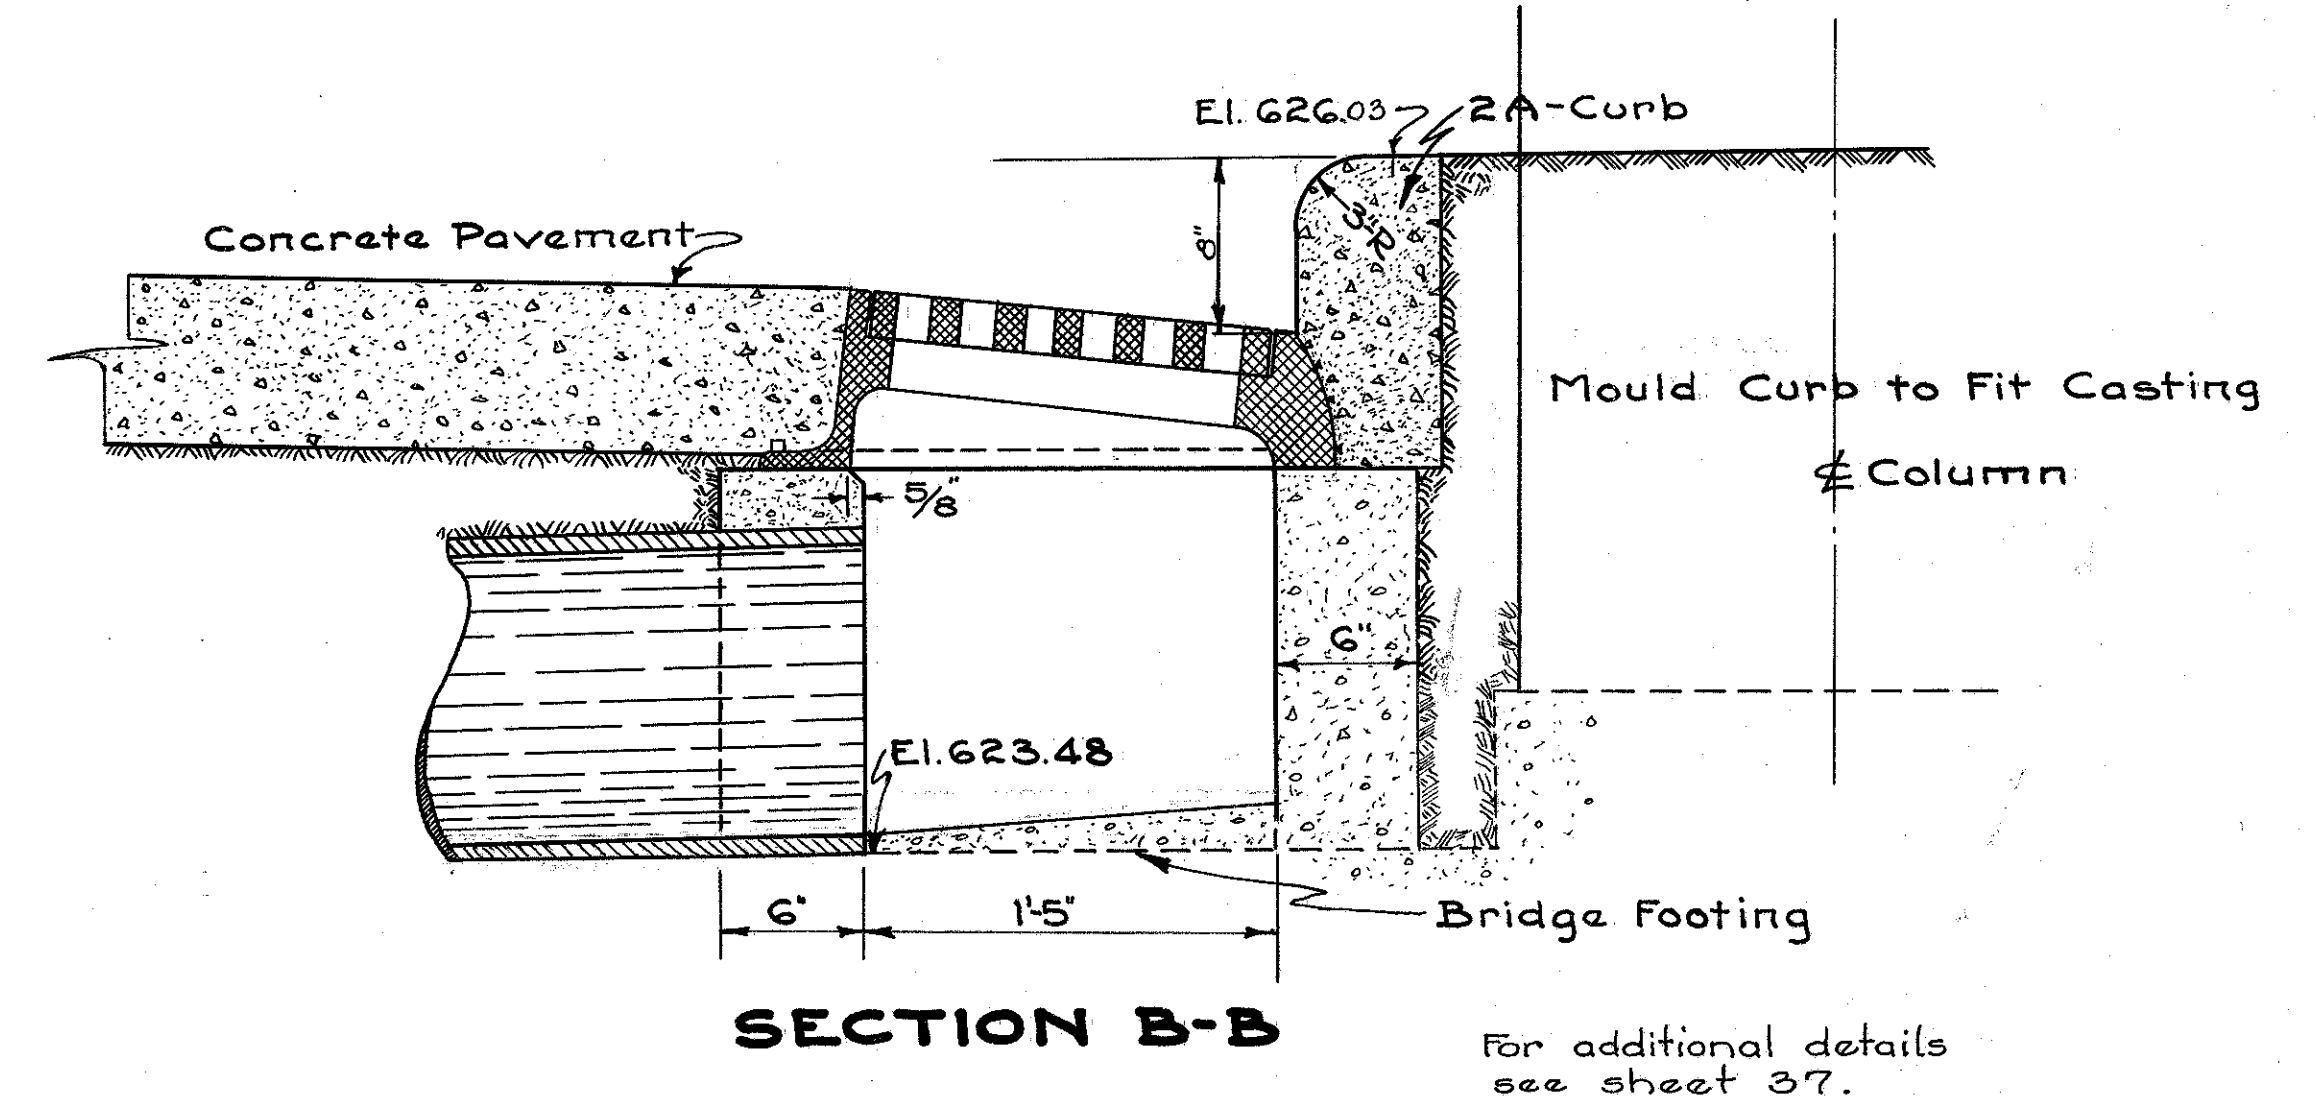 El. 626.03
2A-Curb
Concrete Pavement
8"
3"R
Mould Curb to Fit Casting
℄ Column
5/8"
6"
El. 623.48
6"
1'-5"
Bridge Footing
SECTION B-B
For additional details
see sheet 37.